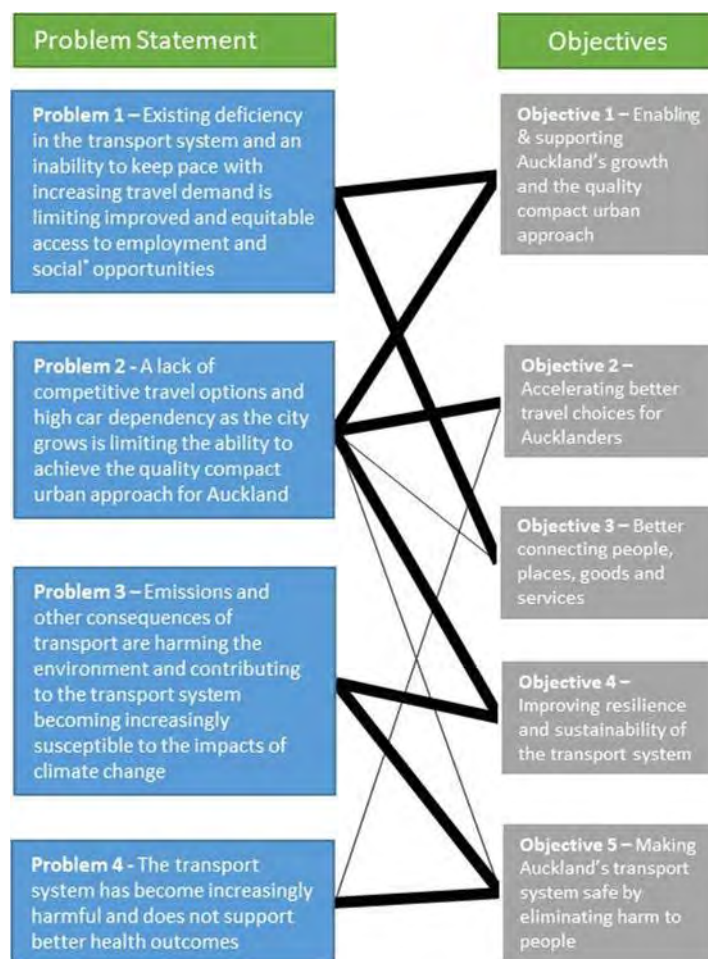 Problem Statement
Problem 1 – Existing deficiency
in the transport system and an
inability to keep pace with
increasing travel demand is
limiting improved and equitable
access to employment and
social* opportunities
Problem 2 - A lack of
competitive travel options and
high car dependency as the city
grows is limiting the ability to
achieve the quality compact
urban approach for Auckland
Problem 3 – Emissions and
other consequences of
transport are harming the
environment and contributing
to the transport system
becoming increasingly
susceptible to the impacts of
climate change
Problem 4 - The transport
system has become increasingly
harmful and does not support
better health outcomes
Objectives
Objective 1 – Enabling
& supporting
Auckland's growth
and the quality
compact urban
approach
Objective 2 –
Accelerating better
travel choices for
Aucklanders
Objective 3 – Better
connecting people,
places, goods and
services
Objective 4 –
Improving resilience
and sustainability of
the transport system
Objective 5 – Making
Auckland's transport
system safe by
eliminating harm to
people